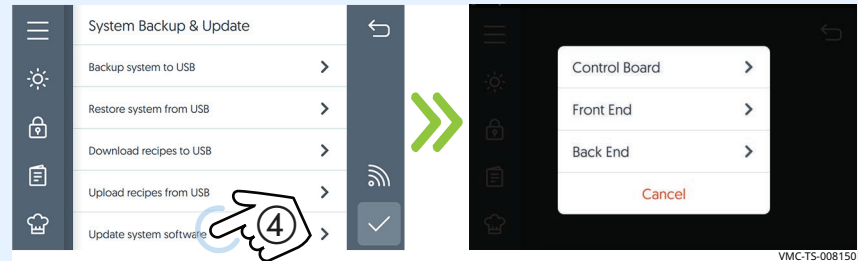 System Backup & Update
Backup system to USB
Restore system from USB
Download recipes to USB
Upload recipes from USB
Update system software
4
Control Board
Front End
Back End
Cancel
VMC-TS-008150